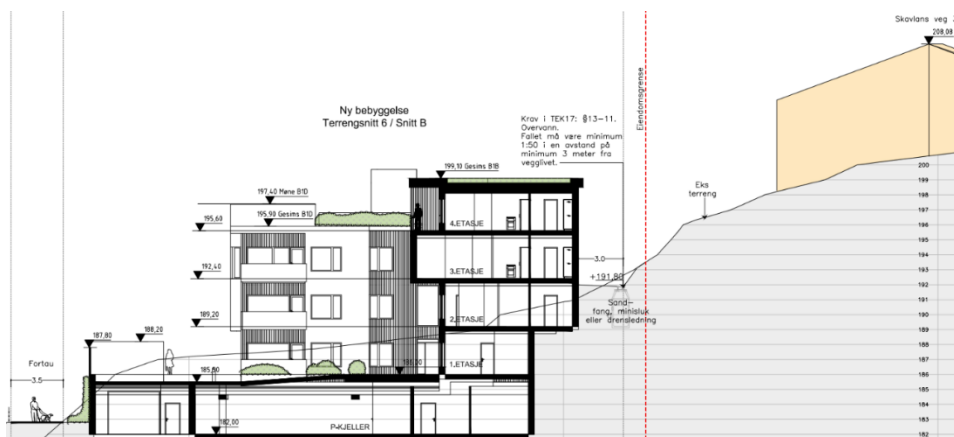 Skavlans veg
208,08
Eiendomsgrense
Ny bebyggelse
Terrengsnitt 6 / Snitt B
Krav i TEK17: §13-11.
Overvann.
Fallet må være minimum
1:50 i en avstand på
minimum 3 meter fra
vegglivet.
199,10 Gesims B1B
197,40 Møne B1D
195,90 Gesims B1D
195,60
4.ETASJE
Eks
terreng
3.ETASJE
192,40
3.0
+191,80
2.ETASJE
Sand-
fang, minisluk
eller drensledning
189,20
188,20
187,80
1.ETASJE
Fortau
3.5
P-KJELLER
182,00
200
199
198
197
196
195
194
193
192
191
190
189
188
187
186
185
184
183
182